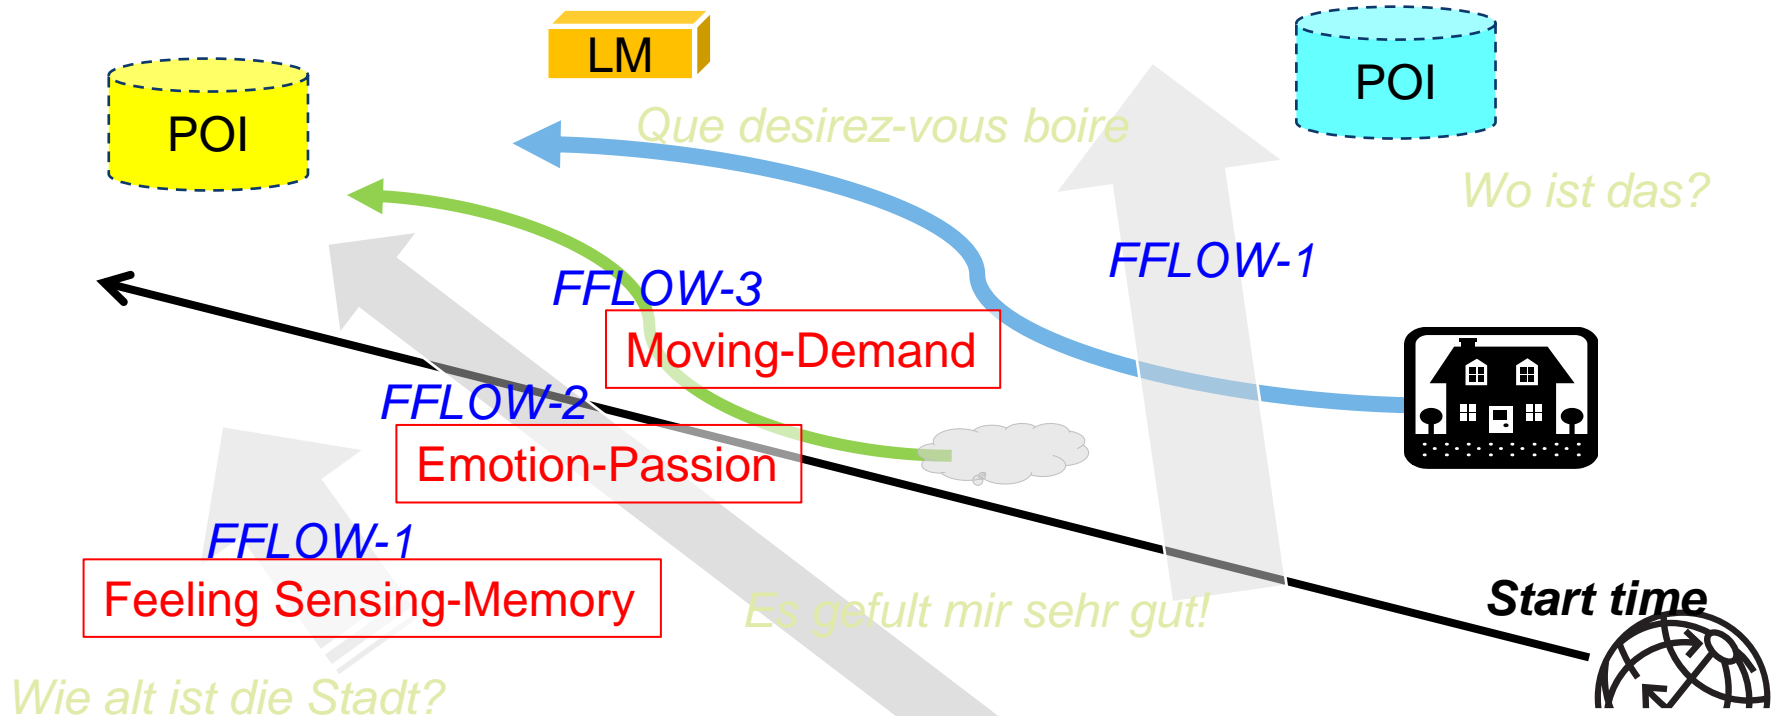 LM
POI
POI
Que desirez-vous boire
Wo ist das?
FFLOW-1
FFLOW-3
Moving-Demand
FFLOW-2
Emotion-Passion
FFLOW-1
Feeling Sensing-Memory
Start time
Es gefult mir sehr gut!
Wie alt ist die Stadt?